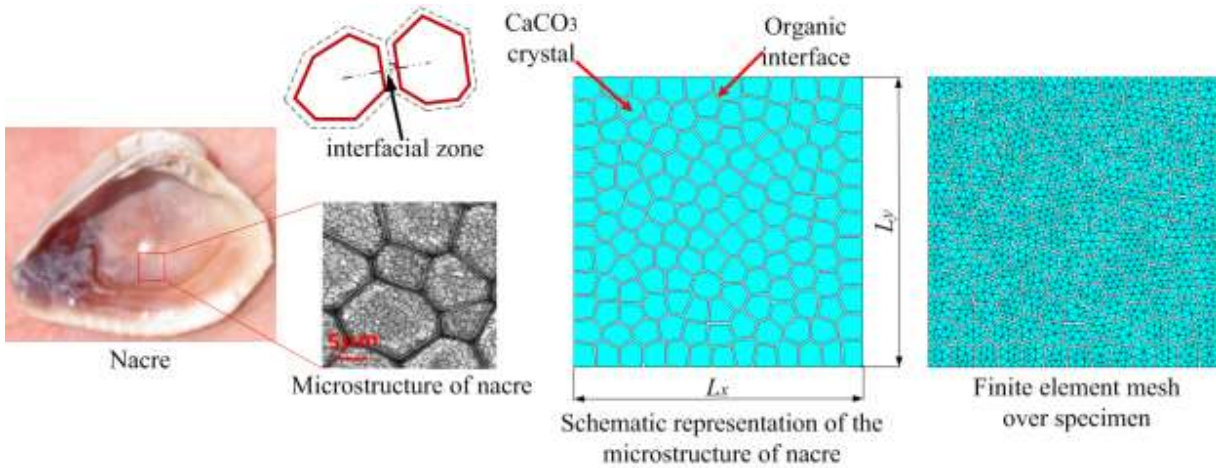 CaCO3
crystal
Organic
interface
interfacial zone
Nacre
5μm
Microstructure of nacre
Lx
Ly
Schematic representation of the
microstructure of nacre
Finite element mesh
over specimen